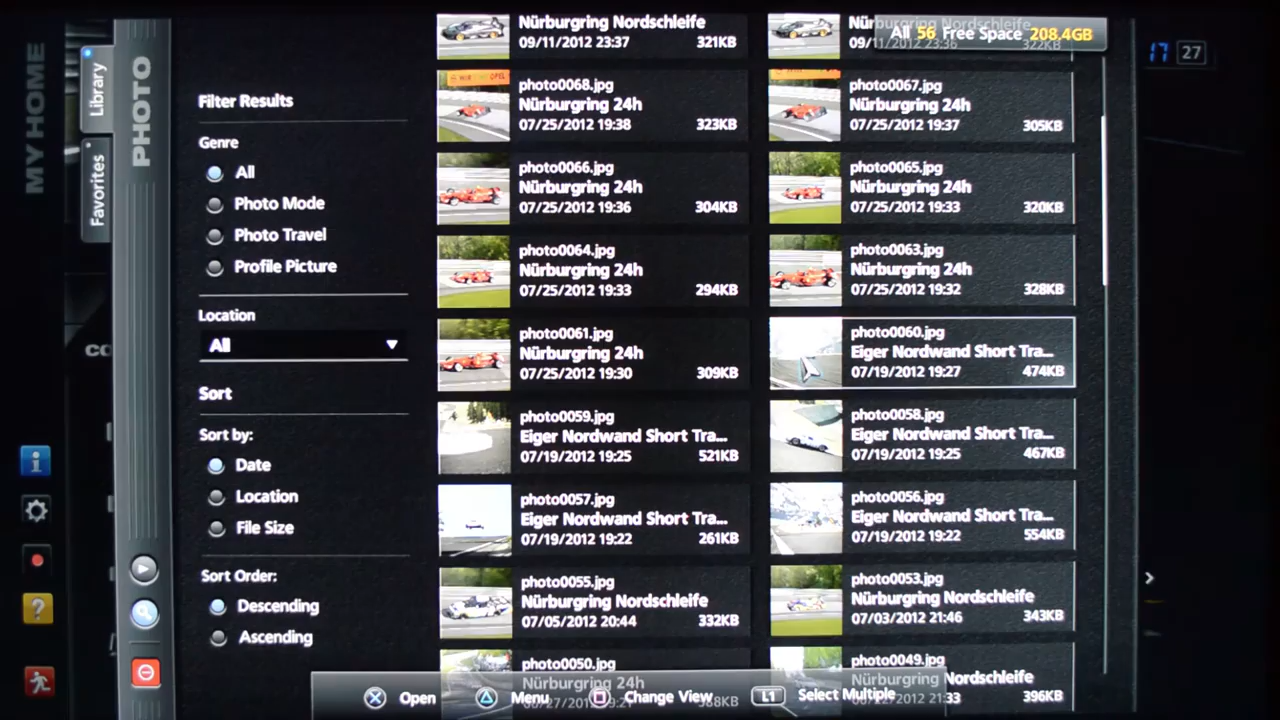 MY HOME
Library
Favorites
PHOTO
Filter Results
Genre
All
Photo Mode
Photo Travel
Profile Picture
Location
All
Sort
Sort by:
Date
Location
File Size
Sort Order:
Descending
Ascending
Nürburgring Nordschleife
09/11/2012 23:37 321KB
Nürburgring Nordschleife
09/11/2012 23:36 322KB
All 56 Free Space 208.4GB
17 27
photo0068.jpg
Nürburgring 24h
07/25/2012 19:38 323KB
photo0067.jpg
Nürburgring 24h
07/25/2012 19:37 305KB
photo0066.jpg
Nürburgring 24h
07/25/2012 19:36 304KB
photo0065.jpg
Nürburgring 24h
07/25/2012 19:33 320KB
photo0064.jpg
Nürburgring 24h
07/25/2012 19:33 294KB
photo0063.jpg
Nürburgring 24h
07/25/2012 19:32 328KB
photo0061.jpg
Nürburgring 24h
07/25/2012 19:30 309KB
photo0060.jpg
Eiger Nordwand Short Tra...
07/19/2012 19:27 474KB
photo0059.jpg
Eiger Nordwand Short Tra...
07/19/2012 19:25 521KB
photo0058.jpg
Eiger Nordwand Short Tra...
07/19/2012 19:25 467KB
photo0057.jpg
Eiger Nordwand Short Tra...
07/19/2012 19:22 261KB
photo0056.jpg
Eiger Nordwand Short Tra...
07/19/2012 19:22 554KB
photo0055.jpg
Nürburgring Nordschleife
07/05/2012 20:44 332KB
photo0053.jpg
Nürburgring Nordschleife
07/03/2012 21:46 343KB
photo0050.jpg
Nürburgring 24h
photo0049.jpg
Nürburgring Nordschleife
396KB
Open Menu Change View L1 Select Multiple